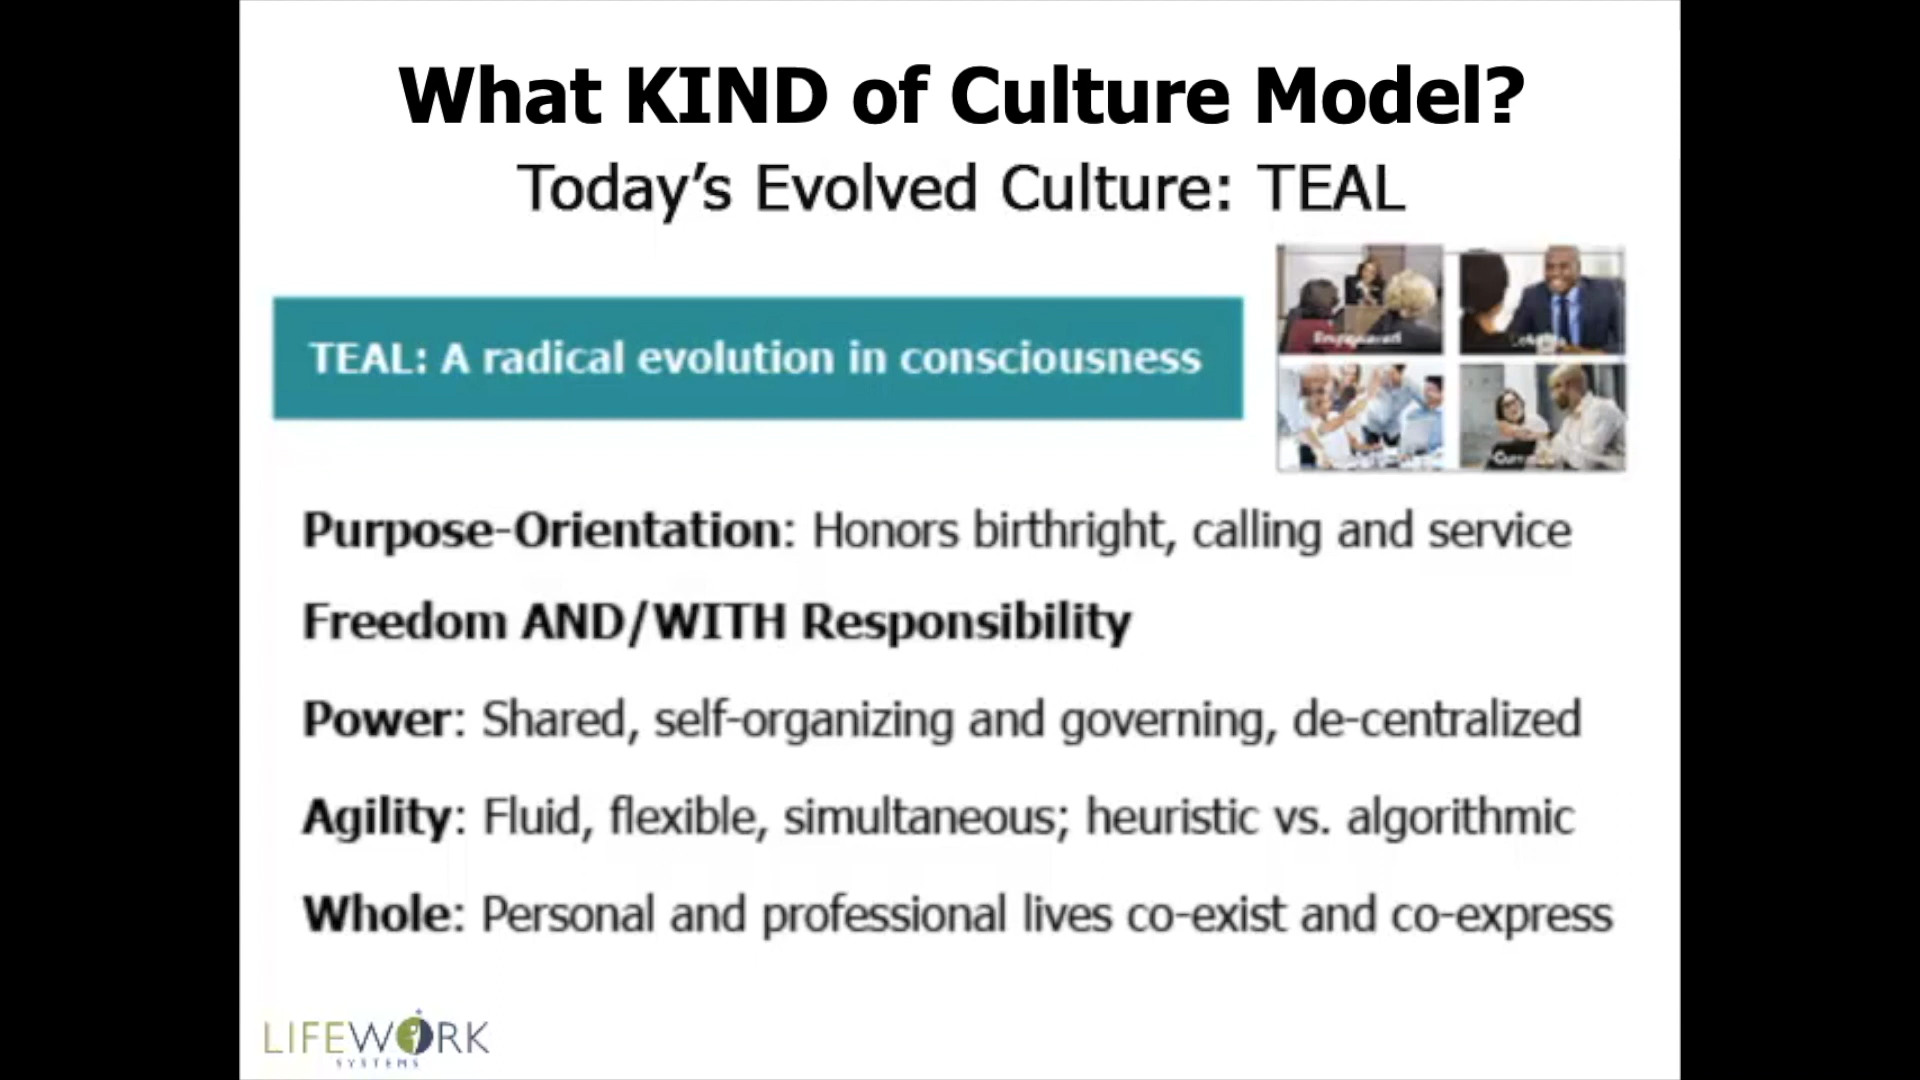 What KIND of Culture Model?
Today's Evolved Culture: TEAL
TEAL: A radical evolution in consciousness
Purpose-Orientation: Honors birthright, calling and service
Freedom AND/WITH Responsibility
Power: Shared, self-organizing and governing, de-centralized
Agility: Fluid, flexible, simultaneous; heuristic vs. algorithmic
Whole: Personal and professional lives co-exist and co-express
LIFEWORK
SYSTEMS